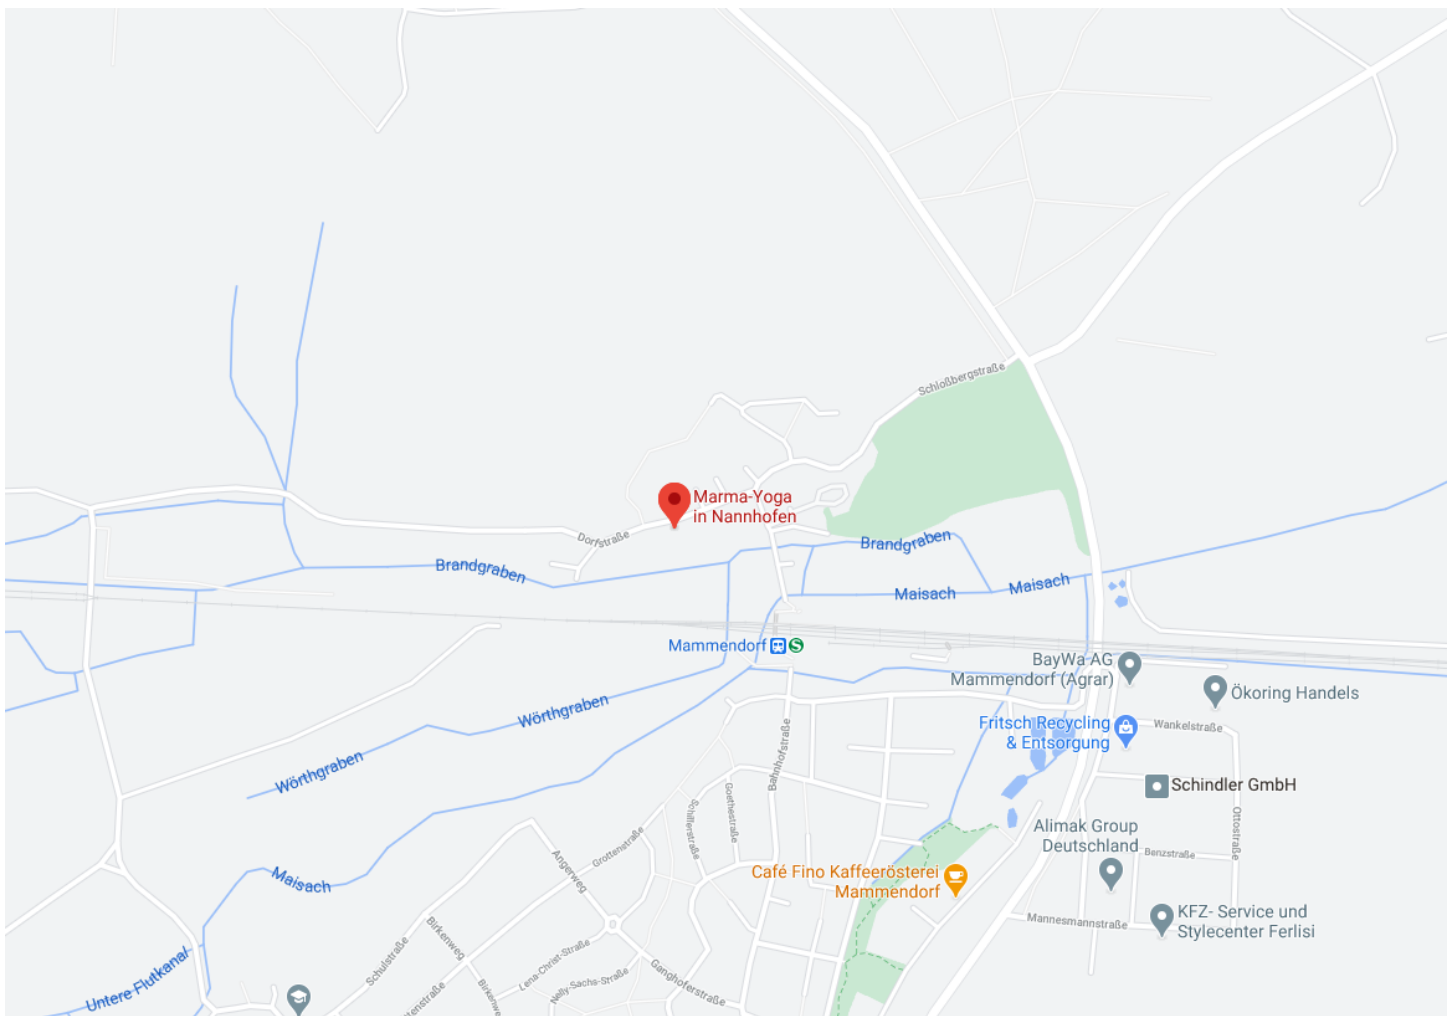 Schloßbergstraße
Marma-Yoga
in Nannhofen
Dorfstraße
Brandgraben
Brandgraben
Maisach
Maisach
Mammendorf
S
BayWa AG
Mammendorf (Agrar)
Ökoring Handels
Wörthgraben
Fritsch Recycling
& Entsorgung
Wankelstraße
Bahnhofstraße
Wörthgraben
Schindler GmbH
Goethestraße
Schillerstraße
Ottostraße
Alimak Group
Deutschland
Grottenstraße
Benzstraße
Angerweg
Maisach
Café Fino Kaffeerösterei
Mammendorf
KFZ- Service und
Stylecenter Ferlisi
Mannesmannstraße
Birkenweg
Schulstraße
Lena-Christ-Straße
Untere Flutkanal
Nelly-Sachs-Straße
Ganghoferstraße
Birkenwe
tenstraße